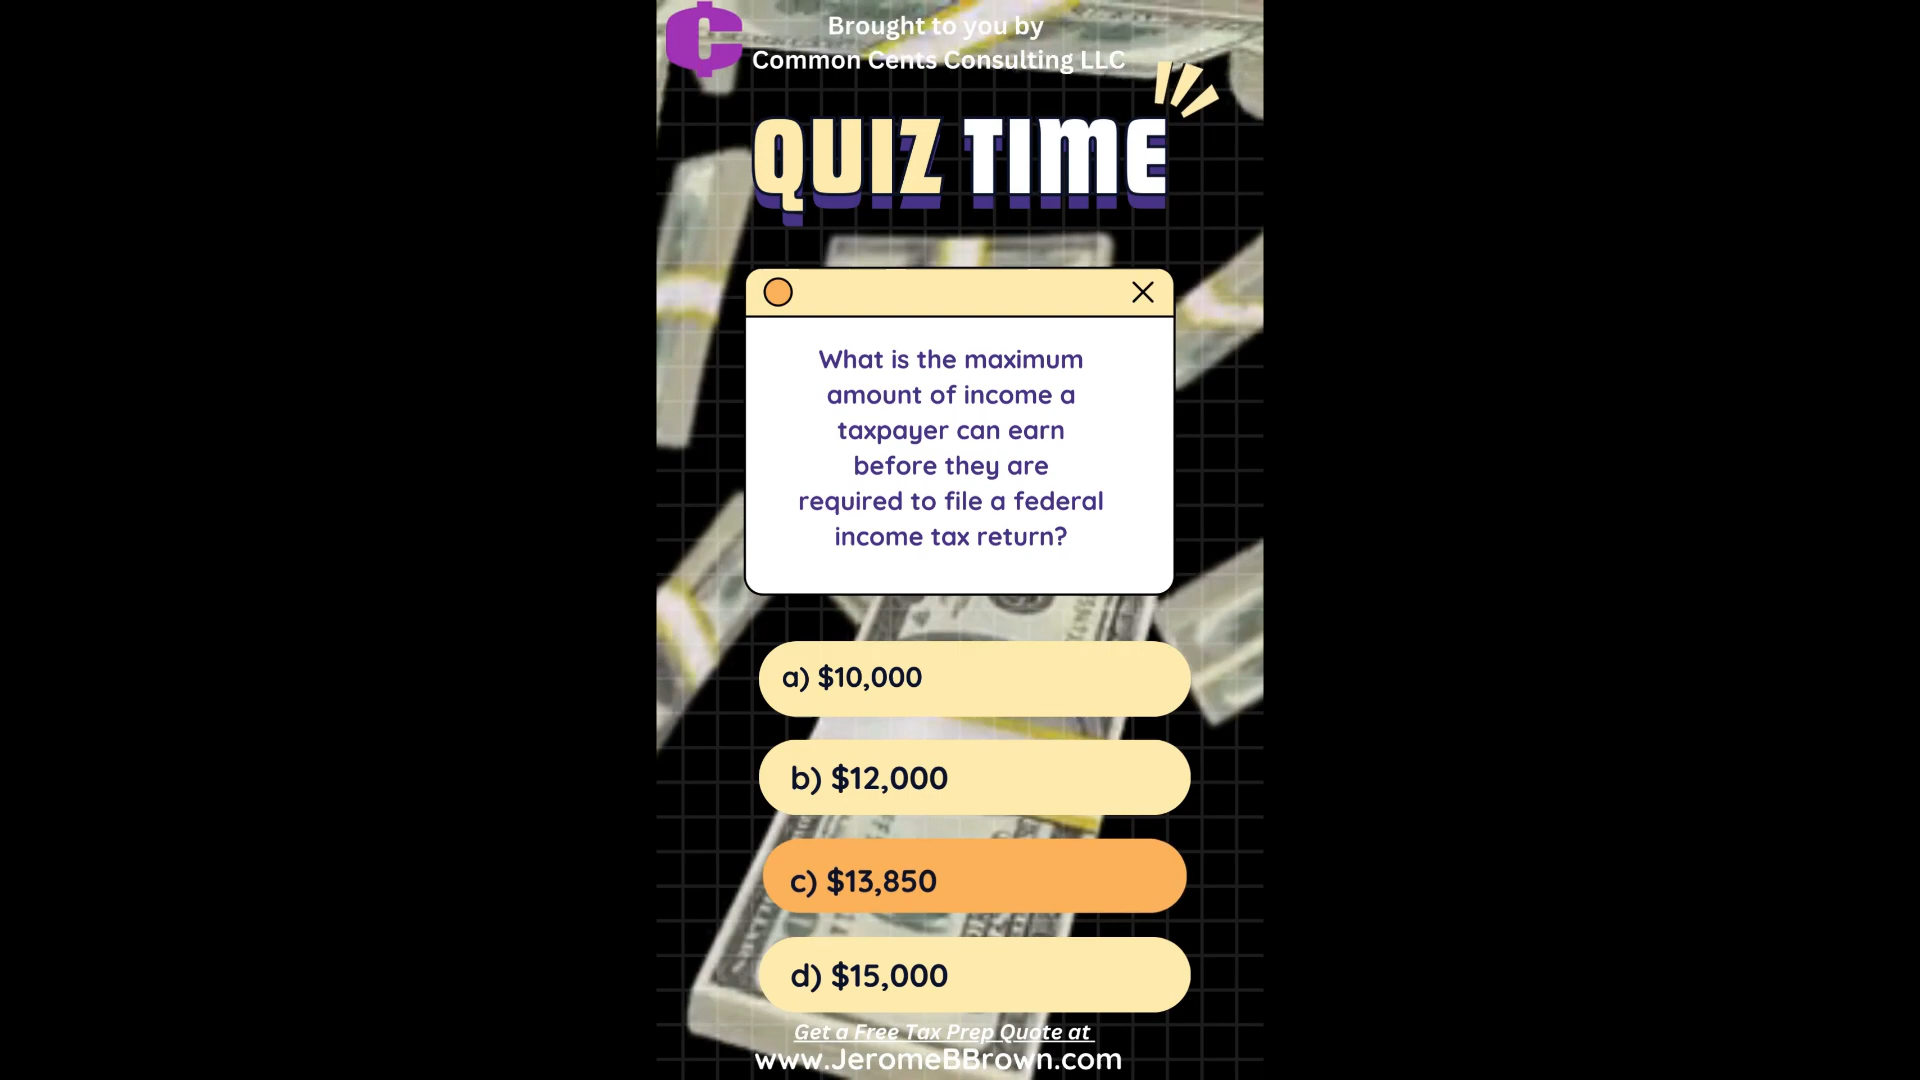 Brought to you by
Common Cents Consulting LLC
QUIZ TIME
What is the maximum
amount of income a
taxpayer can earn
before they are
required to file a federal
income tax return?
a) $10,000
b) $12,000
c) $13,850
d) $15,000
Get a Free Tax Prep Quote at
www.JeromeBBrown.com